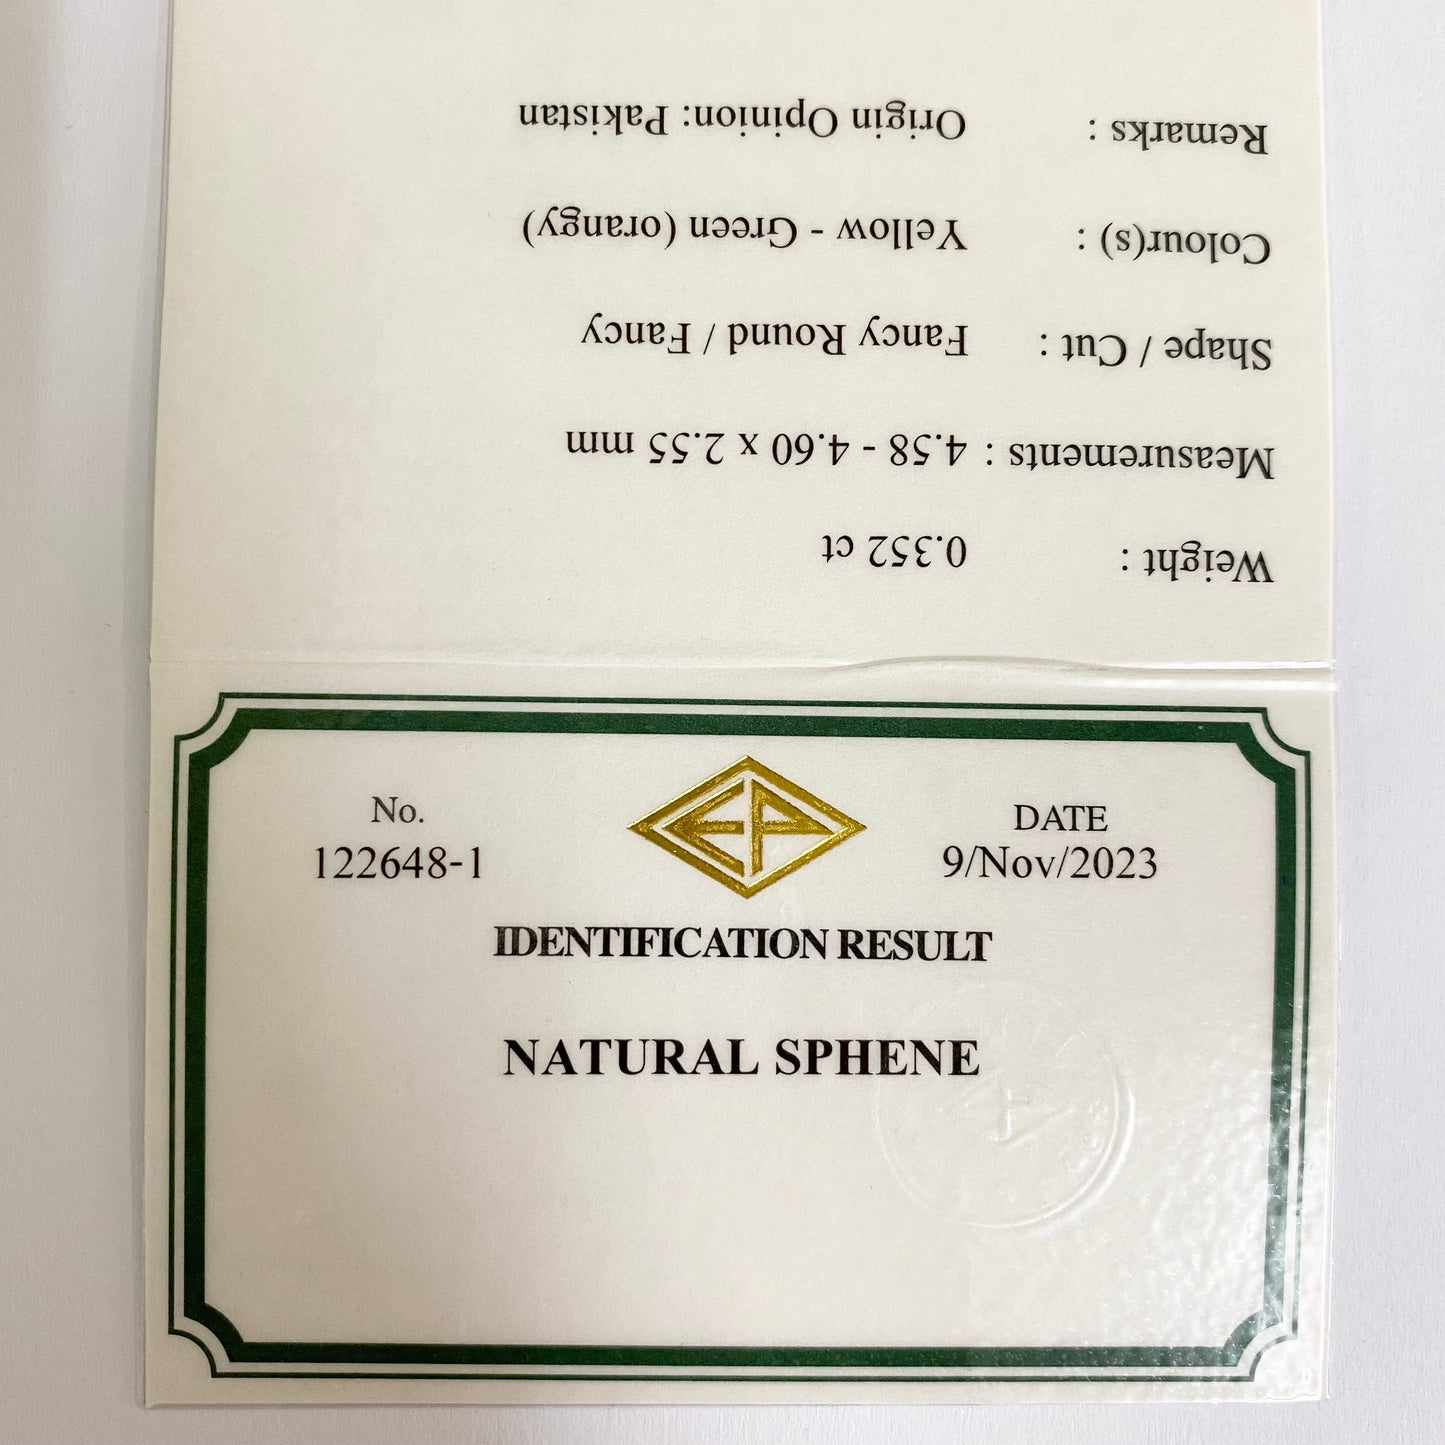 No.
122648-1
EP
DATE
9/Nov/2023
IDENTIFICATION RESULT
NATURAL SPHENE
Weight : 0.352 ct
Measurements : 4.58 - 4.60 x 2.55 mm
Shape / Cut : Fancy Round / Fancy
Colour(s) : Yellow - Green (orangy)
Remarks : Origin Opinion: Pakistan